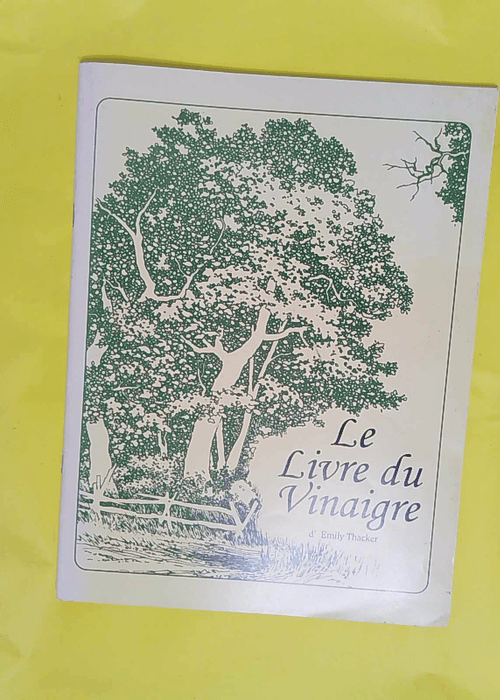 Le
Livre du
Vinaigre
d' Emily Thacker